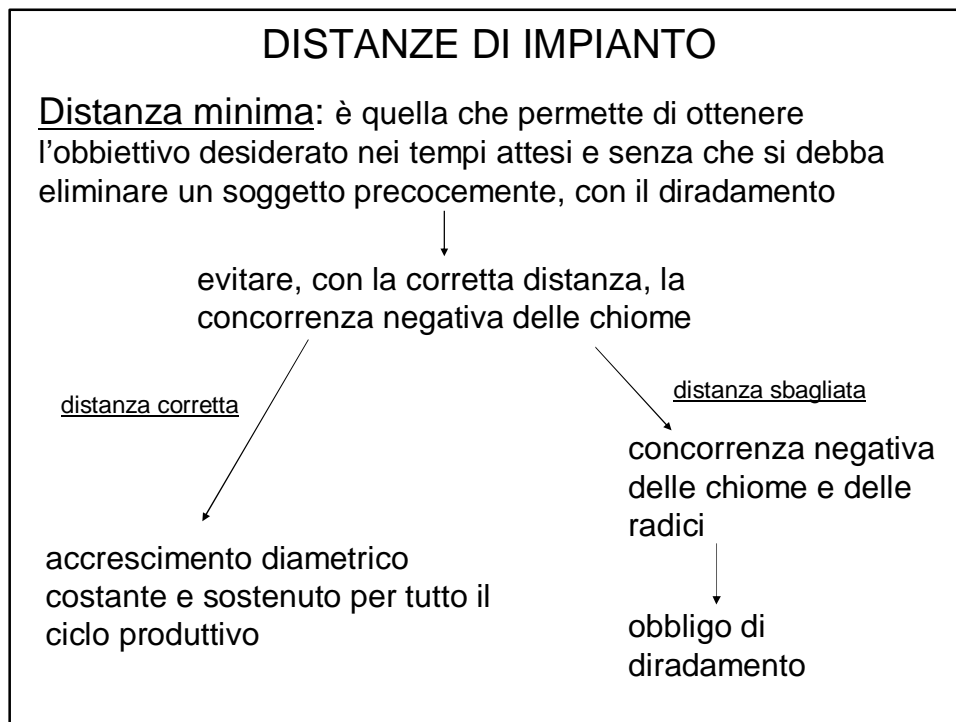 DISTANZE DI IMPIANTO
Distanza minima: è quella che permette di ottenere
l’obbiettivo desiderato nei tempi attesi e senza che si debba
eliminare un soggetto precocemente, con il diradamento
evitare, con la corretta distanza, la
concorrenza negativa delle chiome
distanza corretta
distanza sbagliata
accrescimento diametrico
costante e sostenuto per tutto il
ciclo produttivo
concorrenza negativa
delle chiome e delle
radici
obbligo di
diradamento